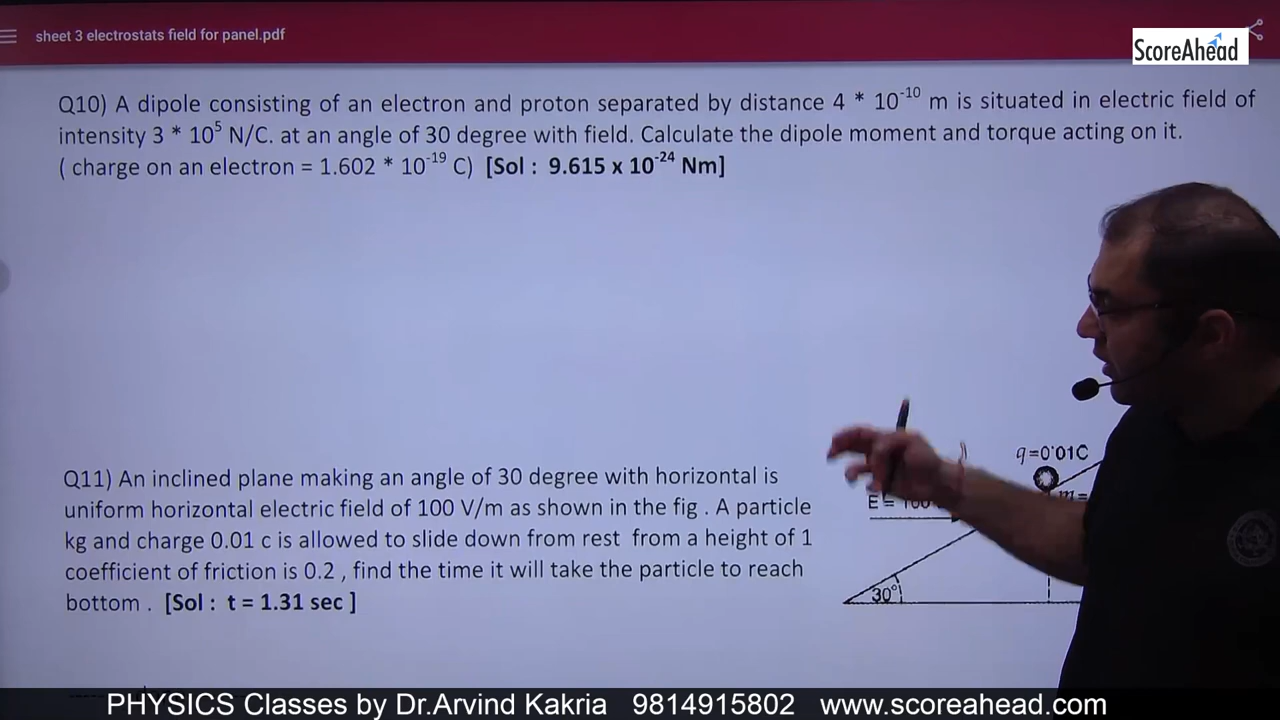 sheet 3 electrostats field for panel.pdf
ScoreAhead
Q10) A dipole consisting of an electron and proton separated by distance 4 * 10⁻¹⁰ m is situated in electric field of
intensity 3 * 10⁵ N/C. at an angle of 30 degree with field. Calculate the dipole moment and torque acting on it.
( charge on an electron = 1.602 * 10⁻¹⁹ C) [Sol : 9.615 x 10⁻²⁴ Nm]
Q11) An inclined plane making an angle of 30 degree with horizontal is
uniform horizontal electric field of 100 V/m as shown in the fig . A particle
kg and charge 0.01 c is allowed to slide down from rest from a height of 1
coefficient of friction is 0.2 , find the time it will take the particle to reach
bottom . [Sol : t = 1.31 sec ]
q=0·01C
m=
E = 100
30°
PHYSICS Classes by Dr.Arvind Kakria 9814915802 www.scoreahead.com